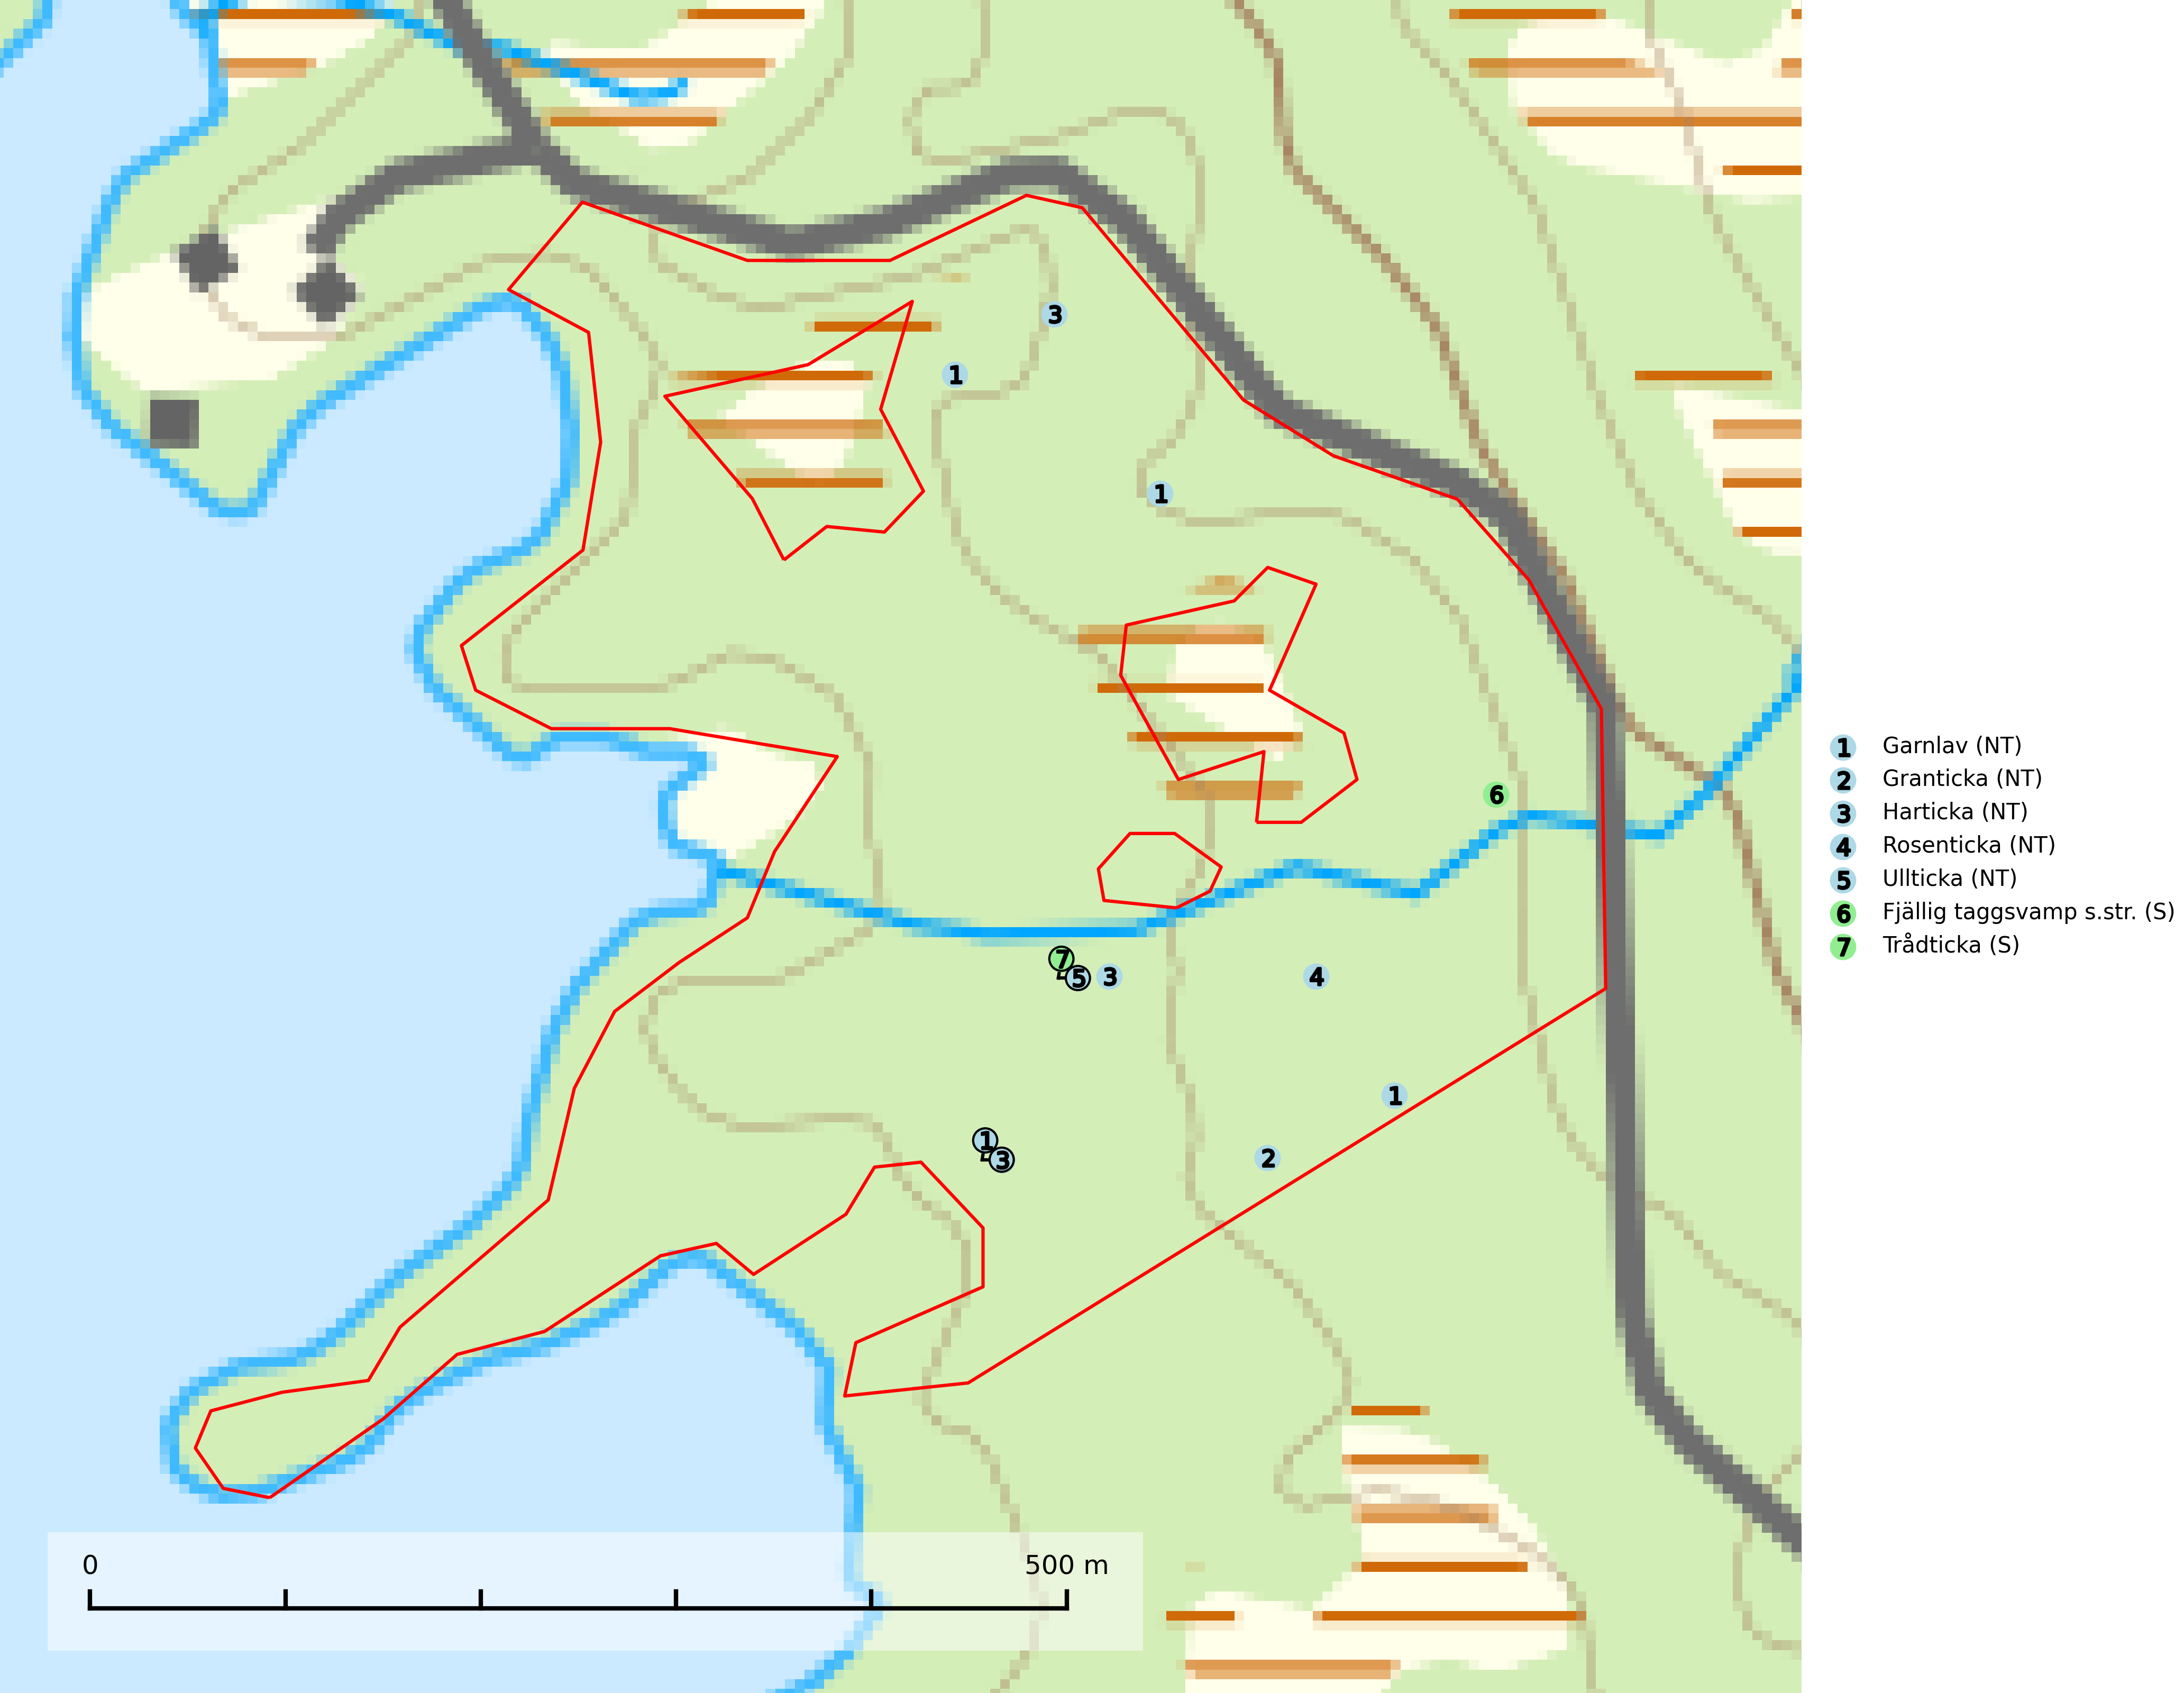 3
1
1
6
7
5 3 4
1
1
3
2
1 Garnlav (NT)
2 Granticka (NT)
3 Harticka (NT)
4 Rosenticka (NT)
5 Ullticka (NT)
6 Fjällig taggsvamp s.str. (S)
7 Trådticka (S)
0 500 m